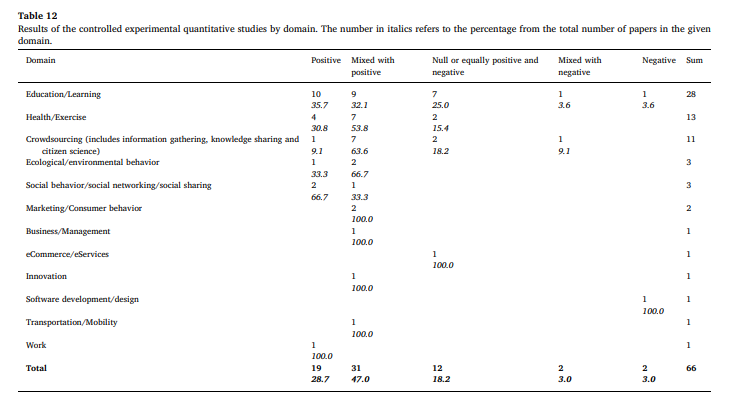 Table 12
Results of the controlled experimental quantitative studies by domain. The number in italics refers to the percentage from the total number of papers in the given
domain.
Domain Positive Mixed with positive Null or equally positive and negative Mixed with negative Negative Sum
Education/Learning 10 9 7 1 1 28
35.7 32.1 25.0 3.6 3.6
Health/Exercise 4 7 2 13
30.8 53.8 15.4
Crowdsourcing (includes information gathering, knowledge sharing and 1 7 2 1 11
citizen science) 9.1 63.6 18.2 9.1
Ecological/environmental behavior 1 2 3
33.3 66.7
Social behavior/social networking/social sharing 2 1 3
66.7 33.3
Marketing/Consumer behavior 2 2
100.0
Business/Management 1 1
100.0
eCommerce/eServices 1 1
100.0
Innovation 1 1
100.0
Software development/design 1 1
100.0
Transportation/Mobility 1 1
100.0
Work 1 1
100.0
Total 19 31 12 2 2 66
28.7 47.0 18.2 3.0 3.0